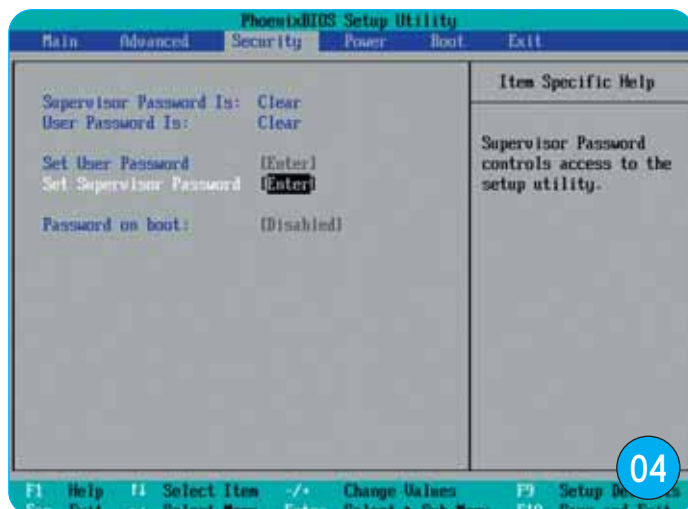 PhoenixBIOS Setup Utility
Main Advanced Security Power Boot Exit
Item Specific Help
Supervisor Password Is: Clear
User Password Is: Clear
Set User Password [Enter]
Set Supervisor Password [Enter]
Password on boot: [Disabled]
Supervisor Password
controls access to the
setup utility.
04
F1 Help ↑↓ Select Item -/+ Change Values F9 Setup